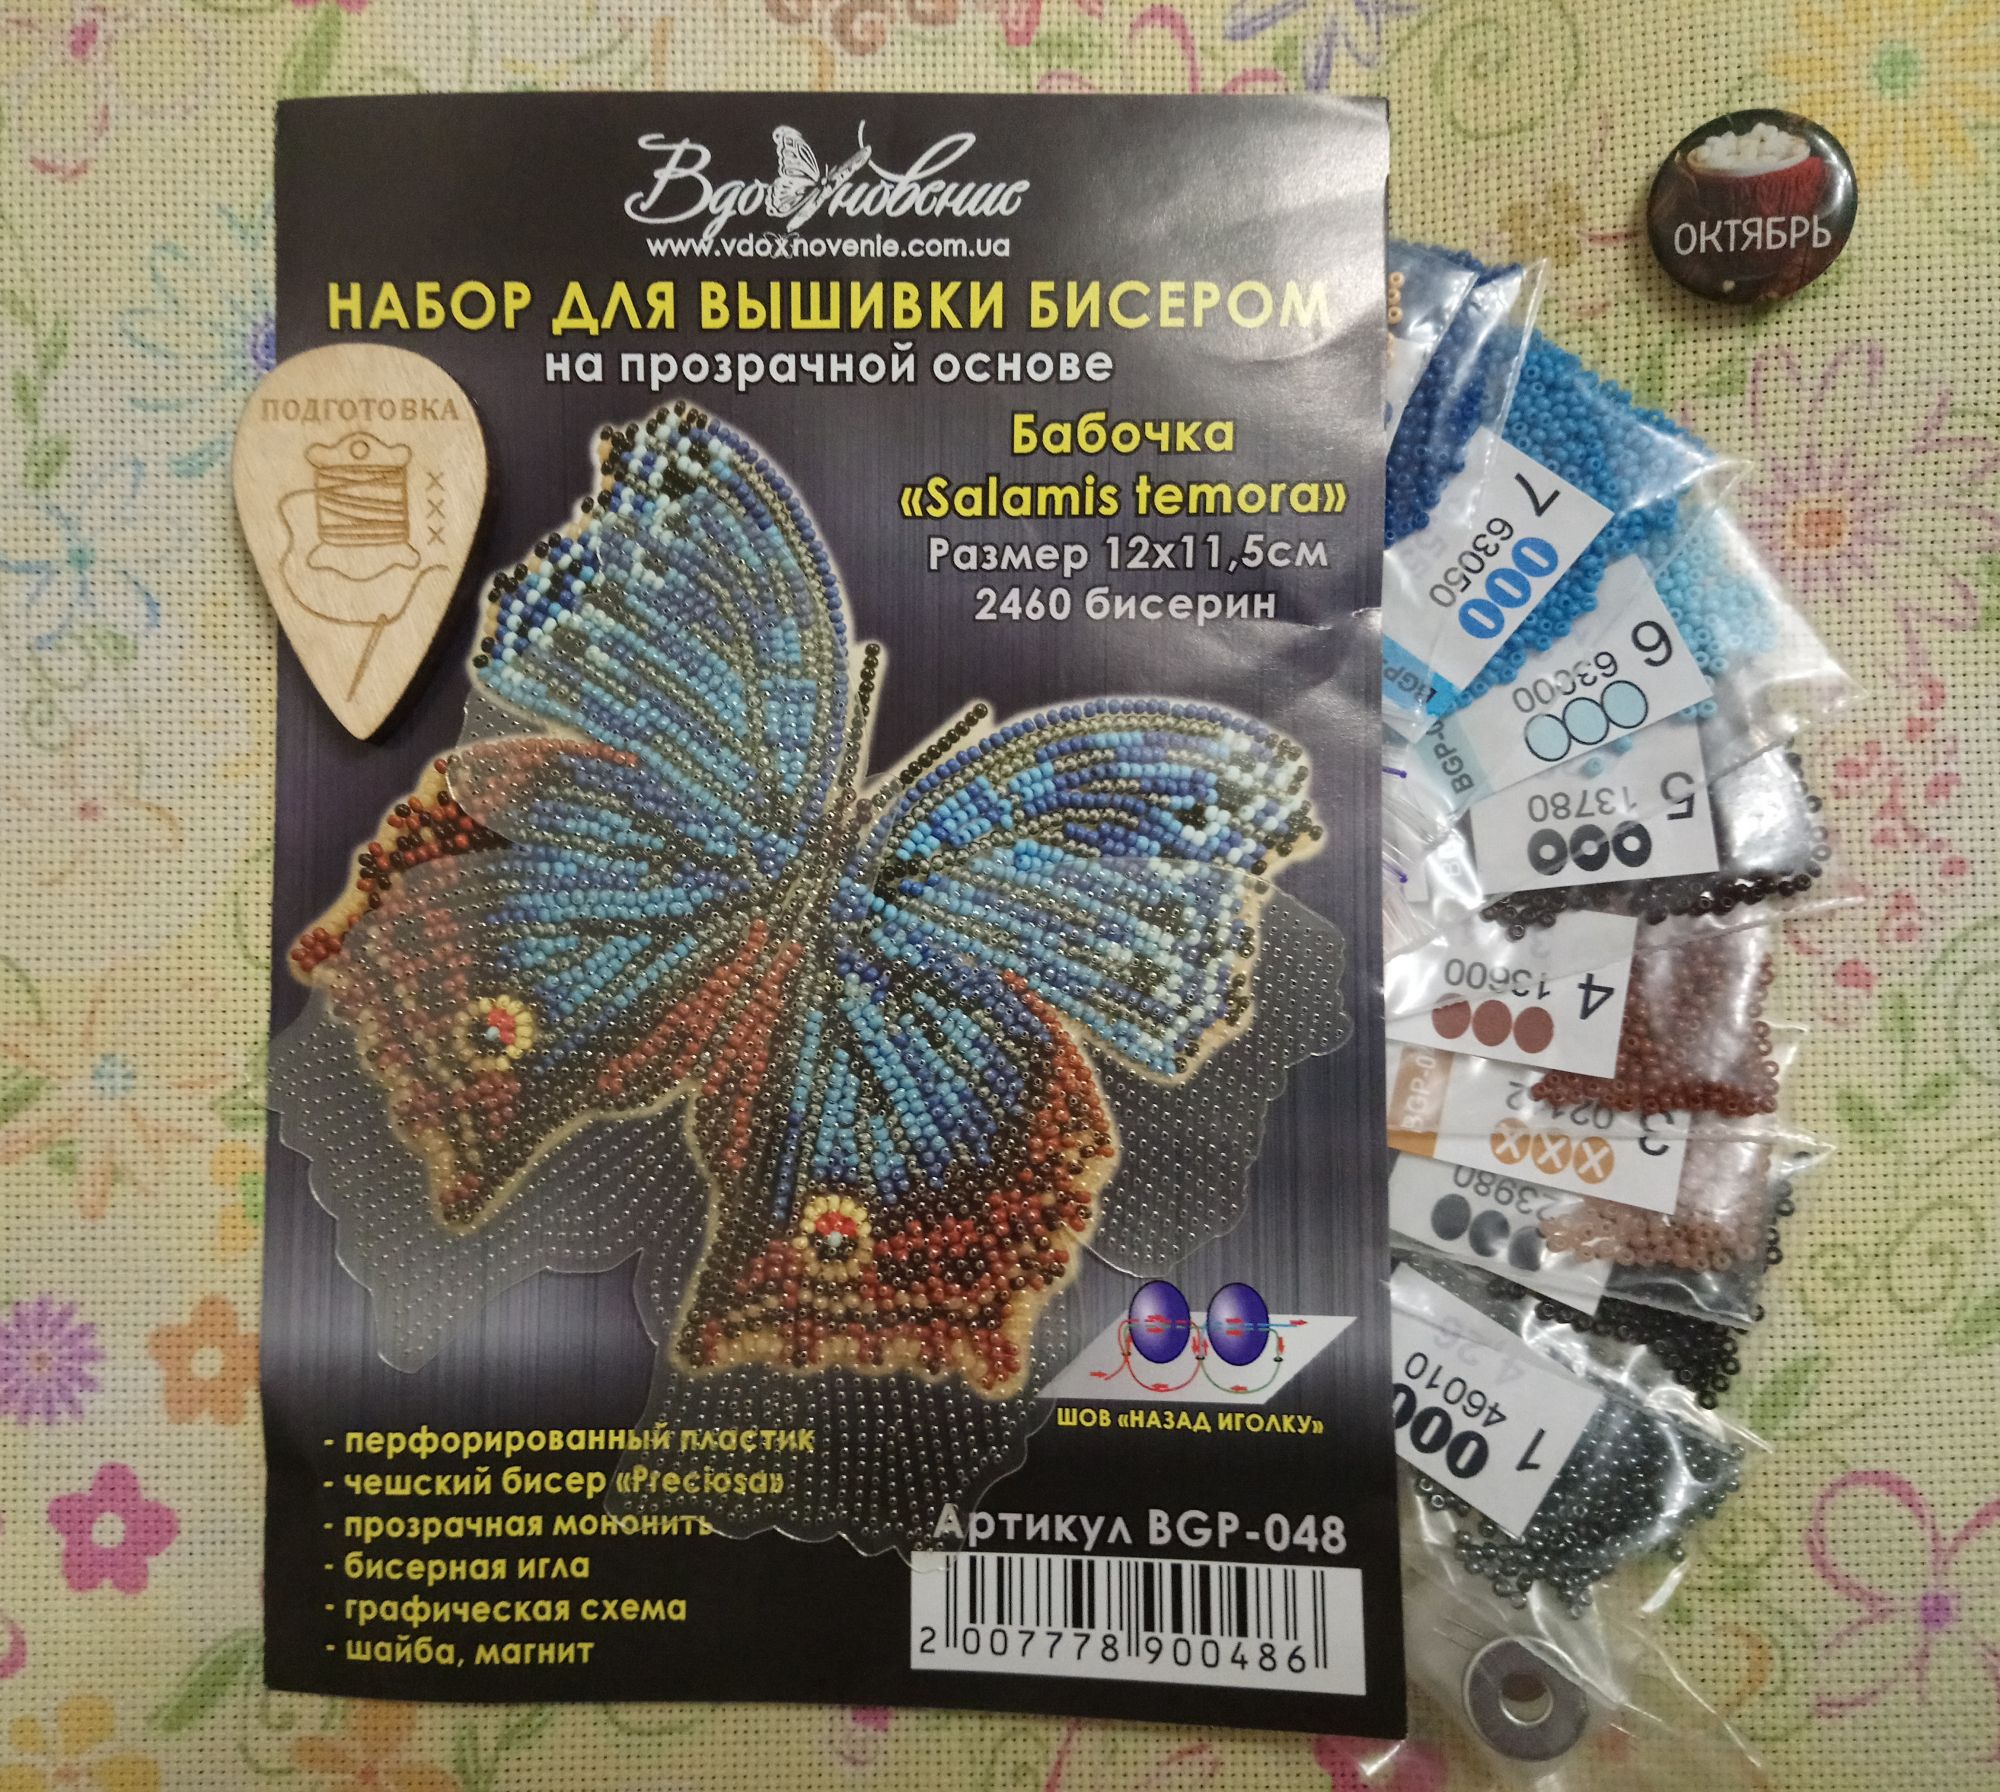 Вдохновение
www.vdoxnovenie.com.ua
НАБОР ДЛЯ ВЫШИВКИ БИСЕРОМ
на прозрачной основе
Бабочка
«Salamis temora»
Размер 12х11,5см
2460 бисерин
ПОДГОТОВКА
XXX
ОКТЯБРЬ
7
63050
6
63000
5
13780
4
13600
3
23980
1
46010
ШОВ «НАЗАД ИГОЛКУ»
- перфорированный пластик
- чешский бисер «Preciosa»
- прозрачная мононить
- бисерная игла
- графическая схема
- шайба, магнит
Артикул BGP-048
2 007778 900486